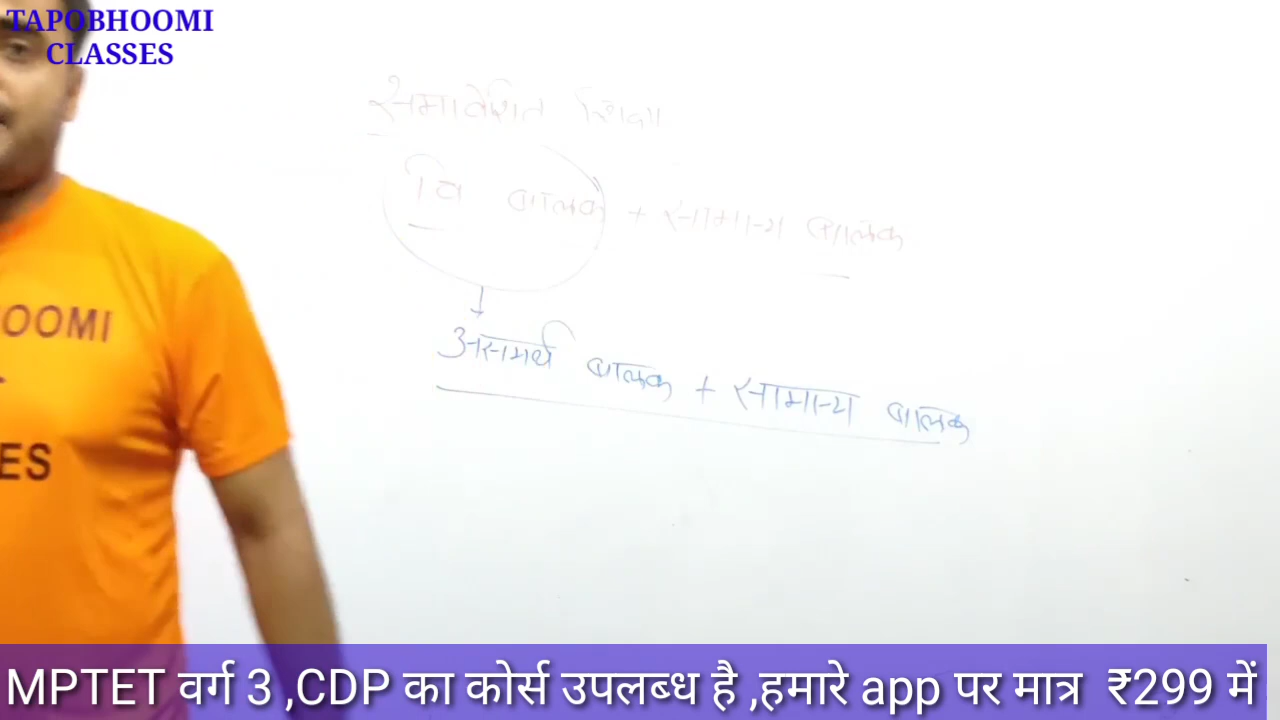 TAPOBHOOMI
CLASSES
समावेशित शिक्षा
वि बालक + सामान्य बालक
असमर्थ बालक + सामान्य बालक
OOMI
ES
MPTET वर्ग 3 ,CDP का कोर्स उपलब्ध है ,हमारे app पर मात्र ₹299 में